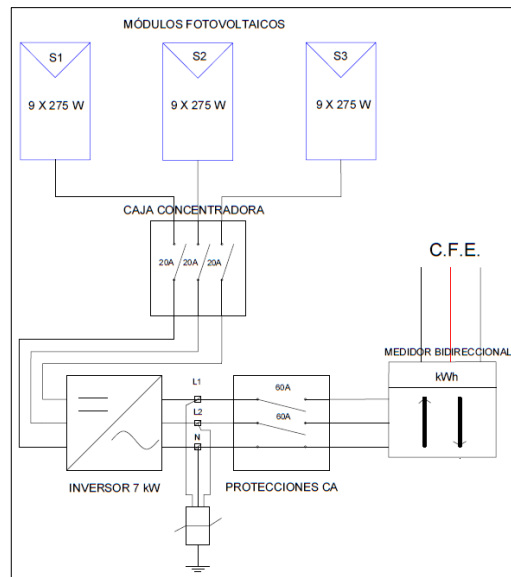 MÓDULOS FOTOVOLTAICOS
S1
S2
S3
9 X 275 W
9 X 275 W
9 X 275 W
CAJA CONCENTRADORA
20A
20A
20A
C.F.E.
MEDIDOR BIDIRECCIONAL
kWh
L1
60A
L2
60A
N
INVERSOR 7 kW
PROTECCIONES CA